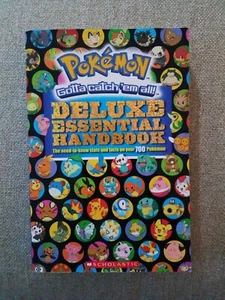 POKÉMON
Gotta catch 'em all!
DELUXE
ESSENTIAL
HANDBOOK
The need-to-know stats and facts on over 700 Pokémon
SCHOLASTIC